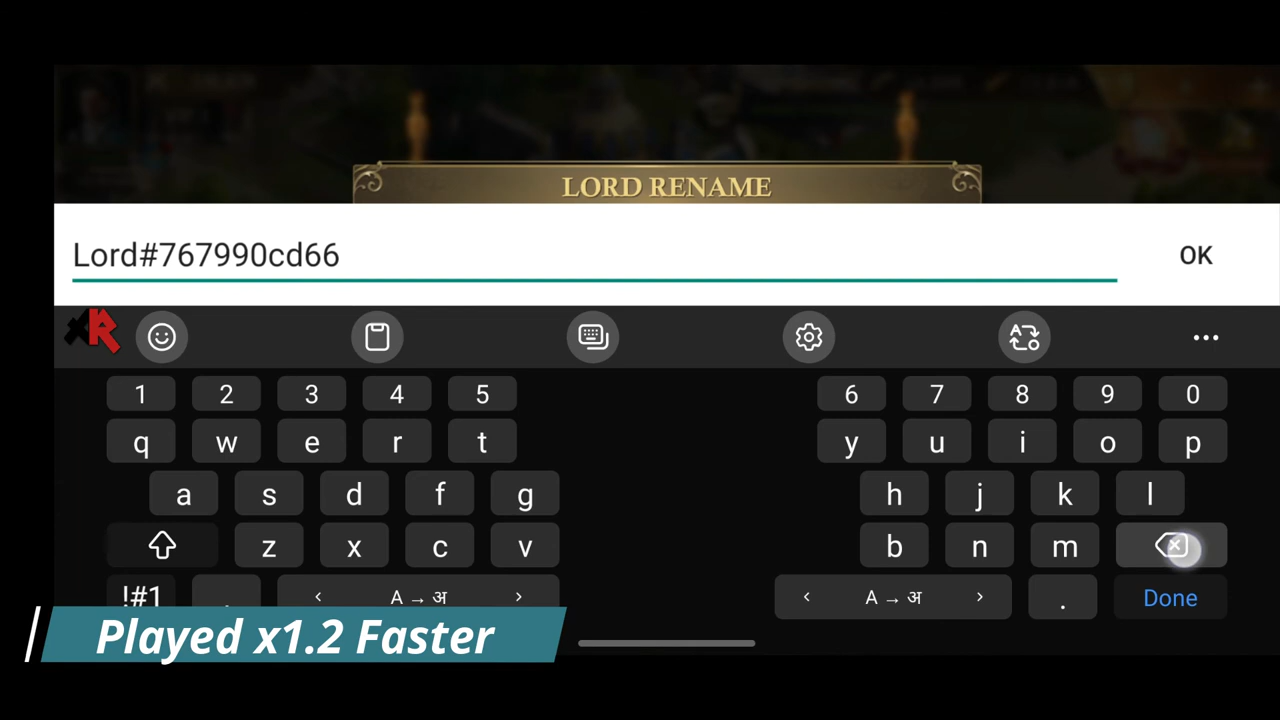 LORD RENAME
Lord#767990cd66
OK
xR
1 2 3 4 5 6 7 8 9 0
q w e r t y u i o p
a s d f g h j k l
z x c v b n m
!#1 , < A → अ > < A → अ > . Done
Played x1.2 Faster